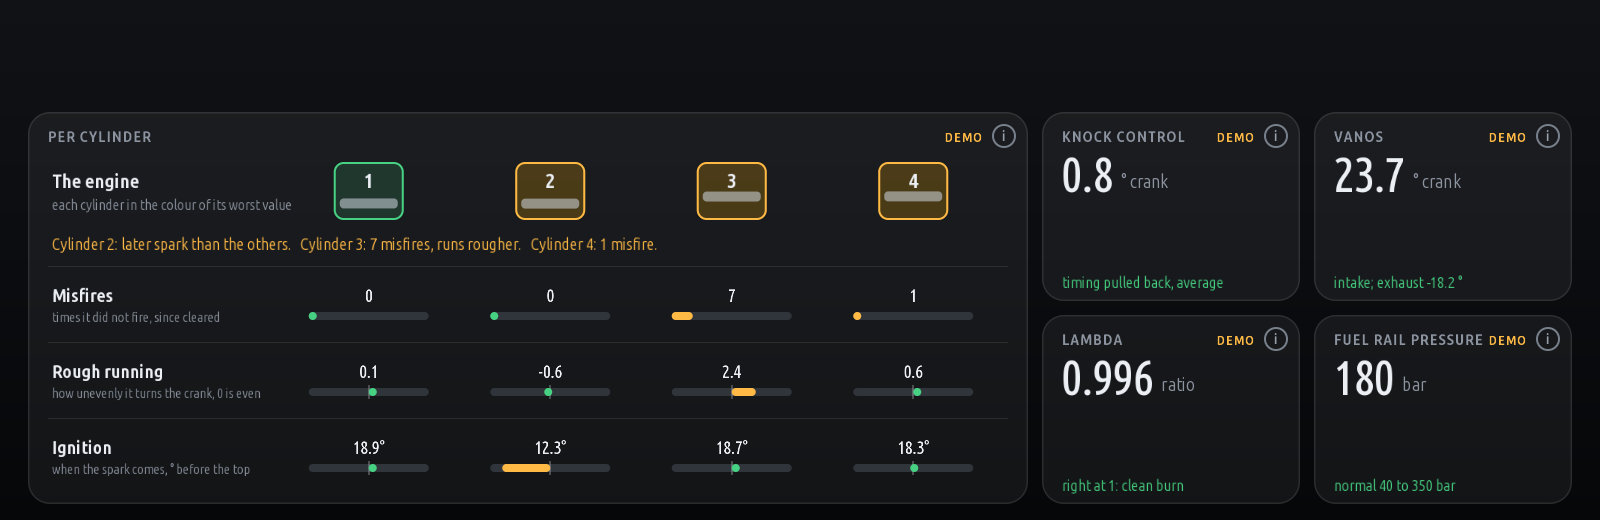 PER CYLINDER DEMO i
The engine 1 2 3 4
each cylinder in the colour of its worst value
Cylinder 2: later spark than the others. Cylinder 3: 7 misfires, runs rougher. Cylinder 4: 1 misfire.
Misfires 0 0 7 1
times it did not fire, since cleared
Rough running 0.1 -0.6 2.4 0.6
how unevenly it turns the crank, 0 is even
Ignition 18.9° 12.3° 18.7° 18.3°
when the spark comes, ° before the top
KNOCK CONTROL DEMO i
0.8 ° crank
timing pulled back, average
VANOS DEMO i
23.7 ° crank
intake; exhaust -18.2 °
LAMBDA DEMO i
0.996 ratio
right at 1: clean burn
FUEL RAIL PRESSURE DEMO i
180 bar
normal 40 to 350 bar